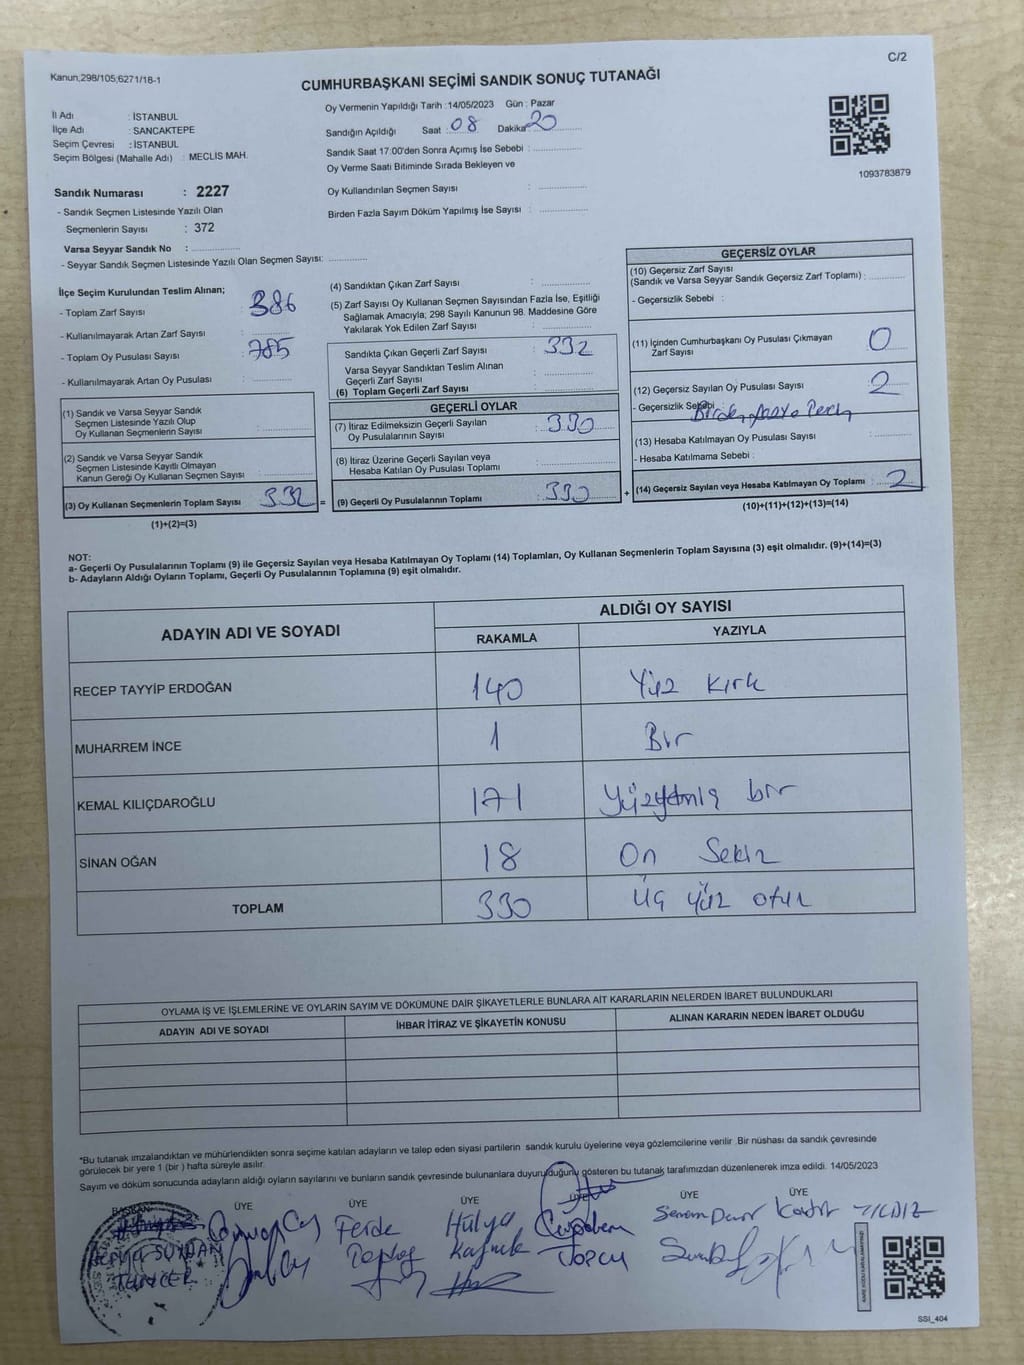 Kanun;298/105;6271/18-1
C/2
CUMHURBAŞKANI SEÇİMİ SANDIK SONUÇ TUTANAĞI
İl Adı : İSTANBUL
İlçe Adı : SANCAKTEPE
Seçim Çevresi : İSTANBUL
Seçim Bölgesi (Mahalle Adı) : MECLİS MAH.
Sandık Numarası : 2227
- Sandık Seçmen Listesinde Yazılı Olan
Seçmenlerin Sayısı : 372
Varsa Seyyar Sandık No : ................
- Seyyar Sandık Seçmen Listesinde Yazılı Olan Seçmen Sayısı: .............
Oy Vermenin Yapıldığı Tarih : 14/05/2023 Gün : Pazar
Sandığın Açıldığı Saat : 08 Dakika 20
Sandık Saat 17:00'den Sonra Açımış İse Sebebi : ................
Oy Verme Saati Bitiminde Sırada Bekleyen ve
Oy Kullandırılan Seçmen Sayısı : ................
Birden Fazla Sayım Döküm Yapılmış İse Sayısı : ................
1093783879
İlçe Seçim Kurulundan Teslim Alınan;
- Toplam Zarf Sayısı : 386
- Kullanılmayarak Artan Zarf Sayısı : ................
- Toplam Oy Pusulası Sayısı : 785
- Kullanılmayarak Artan Oy Pusulası : ................
(1) Sandık ve Varsa Seyyar Sandık
Seçmen Listesinde Yazılı Olup
Oy Kullanan Seçmenlerin Sayısı : ................
(2) Sandık ve Varsa Seyyar Sandık
Seçmen Listesinde Kayıtlı Olmayan
Kanun Gereği Oy Kullanan Seçmen Sayısı : ................
(3) Oy Kullanan Seçmenlerin Toplam Sayısı 332 =
(1)+(2)=(3)
(4) Sandıktan Çıkan Zarf Sayısı : ................
(5) Zarf Sayısı Oy Kullanan Seçmen Sayısından Fazla İse, Eşitliği
Sağlamak Amacıyla; 298 Sayılı Kanunun 98. Maddesine Göre
Yakılarak Yok Edilen Zarf Sayısı : ................
Sandıkta Çıkan Geçerli Zarf Sayısı : 332
Varsa Seyyar Sandıktan Teslim Alınan
Geçerli Zarf Sayısı : ................
(6) Toplam Geçerli Zarf Sayısı : ................
GEÇERLİ OYLAR
(7) İtiraz Edilmeksizin Geçerli Sayılan
Oy Pusulalarının Sayısı : 330
(8) İtiraz Üzerine Geçerli Sayılan veya
Hesaba Katılan Oy Pusulası Toplamı : ................
(9) Geçerli Oy Pusulalarının Toplamı : 330 +
GEÇERSİZ OYLAR
(10) Geçersiz Zarf Sayısı
(Sandık ve Varsa Seyyar Sandık Geçersiz Zarf Toplamı) : ............
- Geçersizlik Sebebi :
(11) İçinden Cumhurbaşkanı Oy Pusulası Çıkmayan
Zarf Sayısı 0
(12) Geçersiz Sayılan Oy Pusulası Sayısı : 2
- Geçersizlik Sebebi : Birden fazla
(13) Hesaba Katılmayan Oy Pusulası Sayısı : ............
- Hesaba Katılmama Sebebi :
(14) Geçersiz Sayılan veya Hesaba Katılmayan Oy Toplamı : 2
(10)+(11)+(12)+(13)=(14)
NOT:
a- Geçerli Oy Pusulalarının Toplamı (9) ile Geçersiz Sayılan veya Hesaba Katılmayan Oy Toplamı (14) Toplamları, Oy Kullanan Seçmenlerin Toplam Sayısına (3) eşit olmalıdır. (9)+(14)=(3)
b- Adayların Aldığı Oyların Toplamı, Geçerli Oy Pusulalarının Toplamına (9) eşit olmalıdır.
ADAYIN ADI VE SOYADI
ALDIĞI OY SAYISI
RAKAMLA YAZIYLA
RECEP TAYYİP ERDOĞAN 140 Yüz Kırk
MUHARREM İNCE 1 Bir
KEMAL KILIÇDAROĞLU 171 Yüzyetmiş bir
SİNAN OĞAN 18 On Sekiz
TOPLAM 330 Üç yüz otuz
OYLAMA İŞ VE İŞLEMLERİNE VE OYLARIN SAYIM VE DÖKÜMÜNE DAİR ŞİKAYETLERLE BUNLARA AİT KARARLARIN NELERDEN İBARET BULUNDUKLARI
ADAYIN ADI VE SOYADI İHBAR İTİRAZ VE ŞİKAYETİN KONUSU ALINAN KARARIN NEDEN İBARET OLDUĞU
*Bu tutanak imzalandıktan ve mühürlendikten sonra seçime katılan adayların ve talep eden siyasi partilerin sandık kurulu üyelerine veya gözlemcilerine verilir .Bir nüshası da sandık çevresinde
görülecek bir yere 1 (bir ) hafta süreyle asılır.
Sayım ve döküm sonucunda adayların aldığı oyların sayılarını ve bunların sandık çevresinde bulunanlara duyurulduğunu gösteren bu tutanak tarafımızdan düzenlenerek imza edildi. 14/05/2023
BAŞKAN ÜYE ÜYE ÜYE ÜYE ÜYE ÜYE
Ferde Hülya Kadir YILDIZ
SOYDAN Kaynak
TUNCER
KARE KODU KARALAMAYINIZ!
SSI_404